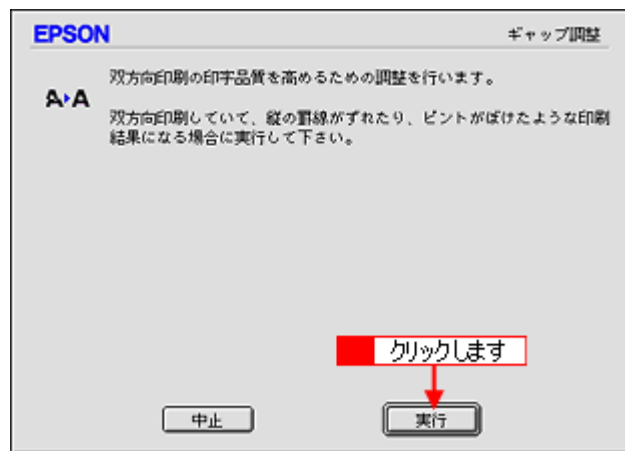 EPSON
ギャップ調整
双方向印刷の印字品質を高めるための調整を行います。
A▸A
双方向印刷していて、縦の罫線がずれたり、ピントがぼけたような印刷
結果になる場合に実行して下さい。
クリックします
中止
実行